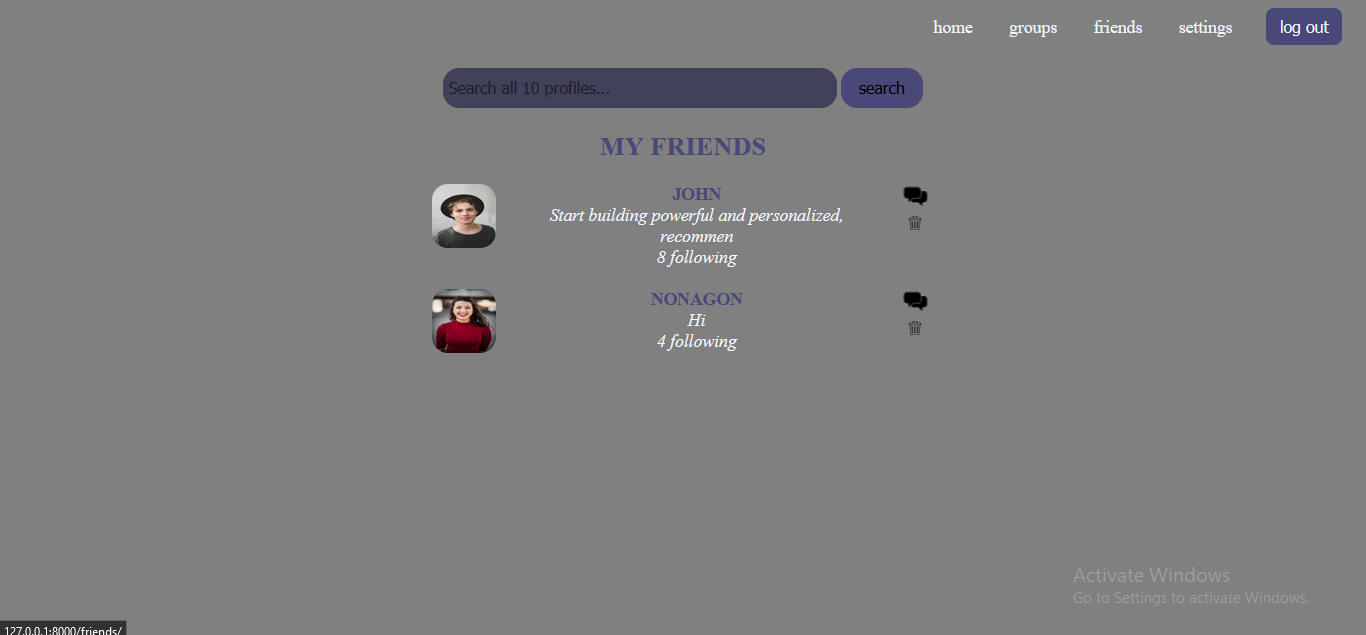 home groups friends settings log out
Search all 10 profiles... search
MY FRIENDS
JOHN
Start building powerful and personalized,
recommen
8 following
NONAGON
Hi
4 following
Activate Windows
Go to Settings to activate Windows.
127.0.0.1:8000/friends/